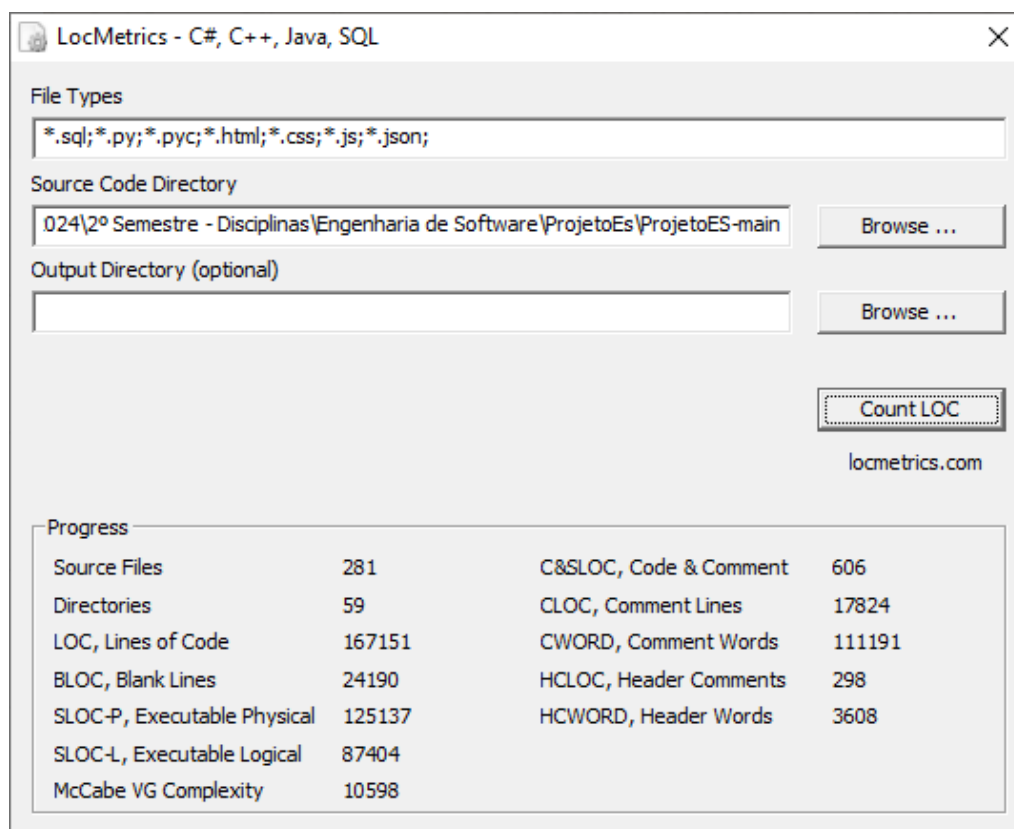 LocMetrics - C#, C++, Java, SQL
File Types
*.sql;*.py;*.pyc;*.html;*.css;*.js;*.json;
Source Code Directory
024\2º Semestre - Disciplinas\Engenharia de Software\ProjetoEs\ProjetoES-main
Browse ...
Output Directory (optional)
Browse ...
Count LOC
locmetrics.com
Progress
Source Files 281 C&SLOC, Code & Comment 606
Directories 59 CLOC, Comment Lines 17824
LOC, Lines of Code 167151 CWORD, Comment Words 111191
BLOC, Blank Lines 24190 HCLOC, Header Comments 298
SLOC-P, Executable Physical 125137 HCWORD, Header Words 3608
SLOC-L, Executable Logical 87404
McCabe VG Complexity 10598